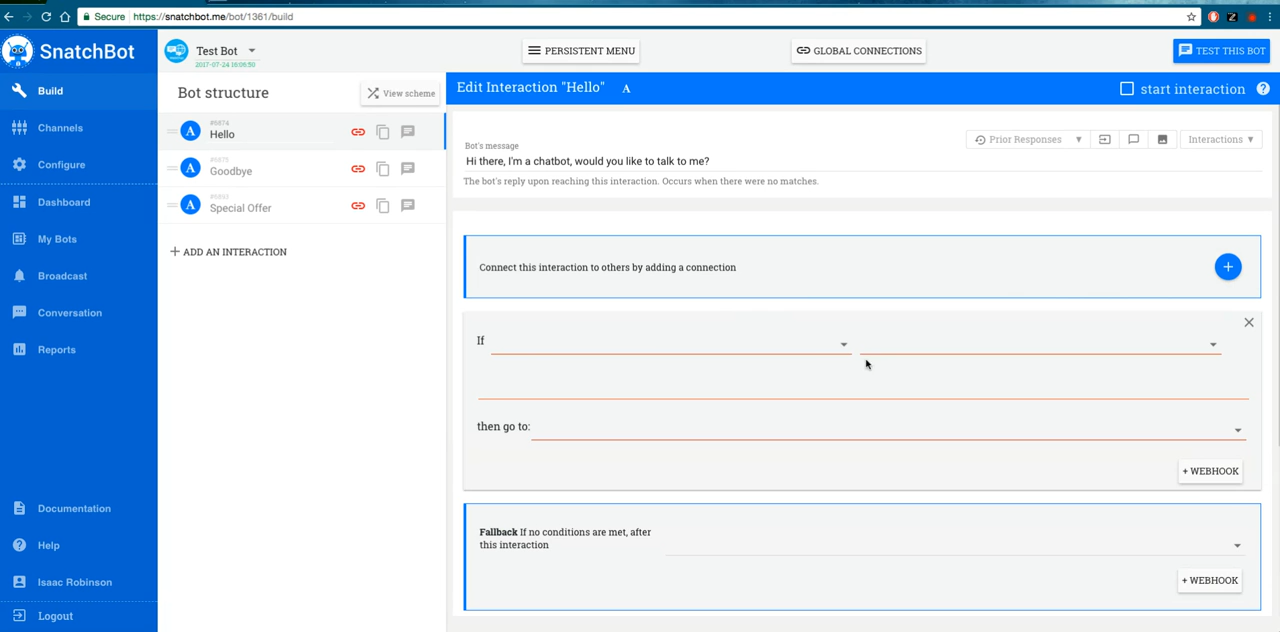 Secure https://snatchbot.me/bot/1361/build
SnatchBot
Build
Channels
Configure
Dashboard
My Bots
Broadcast
Conversation
Reports
Documentation
Help
Isaac Robinson
Logout
Test Bot
2017-07-24 16:06:50
PERSISTENT MENU
GLOBAL CONNECTIONS
TEST THIS BOT
Bot structure
View scheme
A
#6874
Hello
A
#6875
Goodbye
A
Special Offer
+ ADD AN INTERACTION
Edit Interaction "Hello" A
start interaction ?
Prior Responses
Interactions
Bot's message
Hi there, I'm a chatbot, would you like to talk to me?
The bot's reply upon reaching this interaction. Occurs when there were no matches.
Connect this interaction to others by adding a connection
If
then go to:
+ WEBHOOK
Fallback If no conditions are met, after
this interaction
+ WEBHOOK